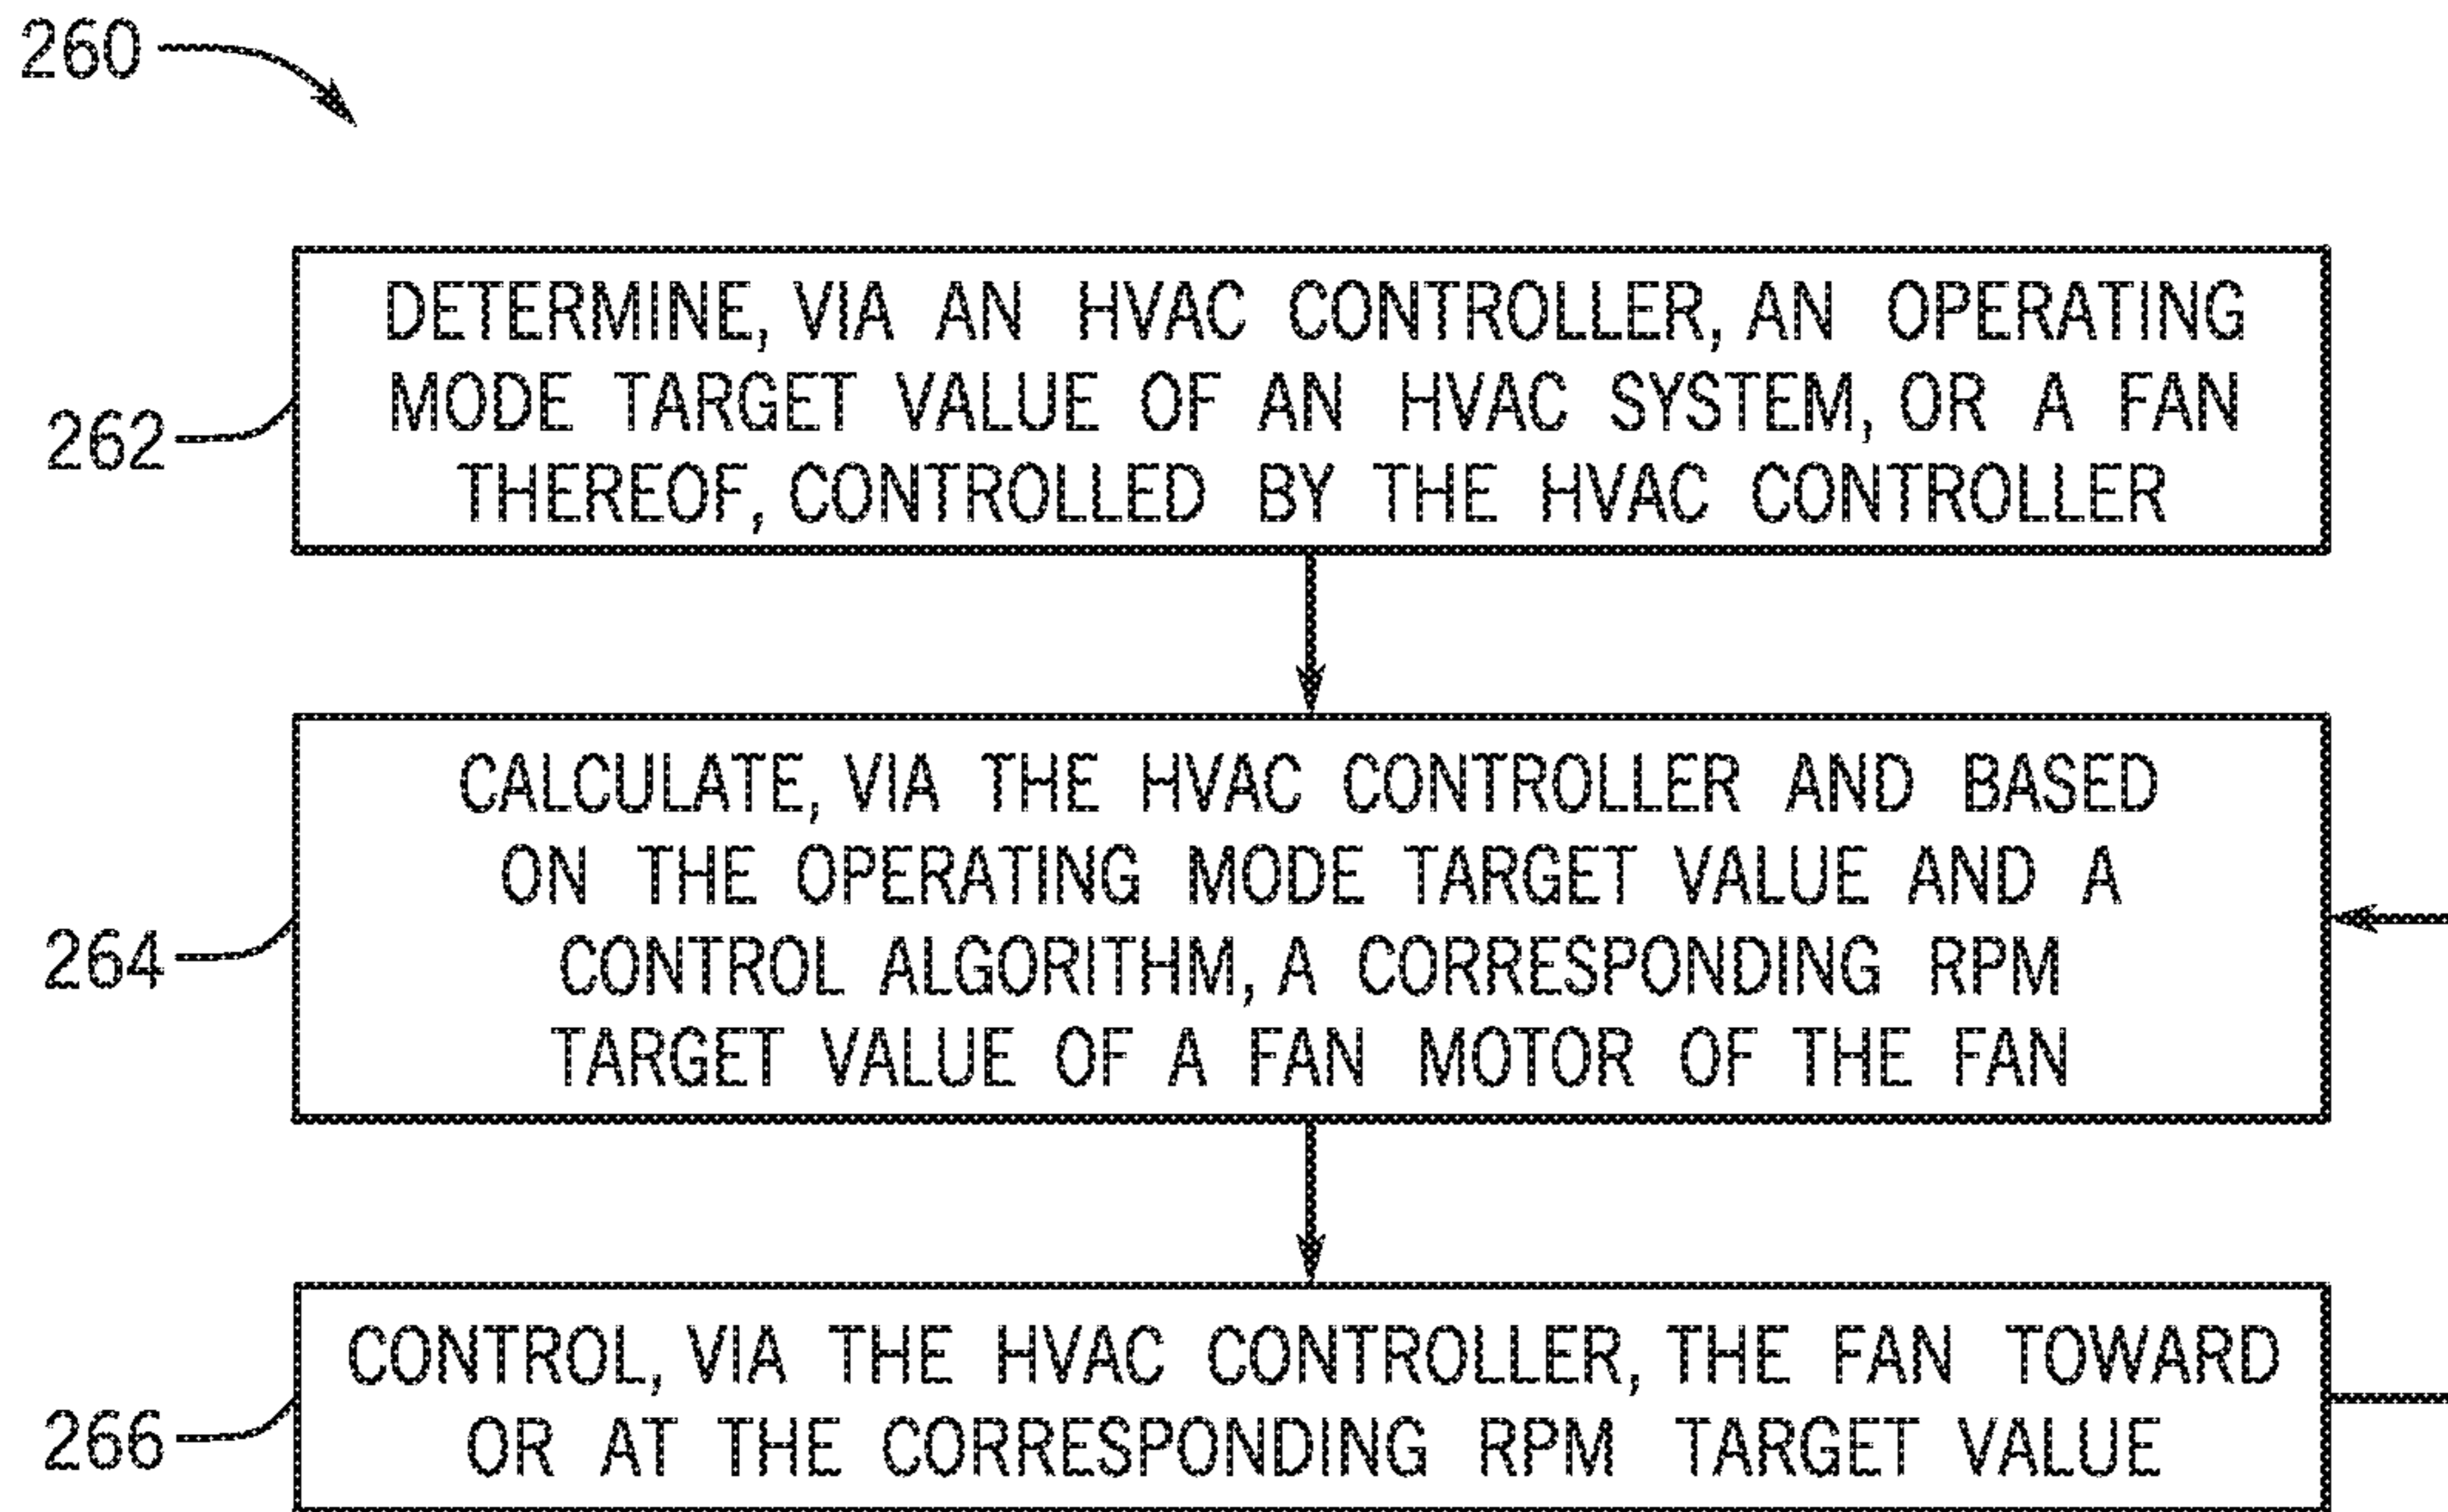 260
DETERMINE, VIA AN HVAC CONTROLLER, AN OPERATING
MODE TARGET VALUE OF AN HVAC SYSTEM, OR A FAN
THEREOF, CONTROLLED BY THE HVAC CONTROLLER
262
CALCULATE, VIA THE HVAC CONTROLLER AND BASED
ON THE OPERATING MODE TARGET VALUE AND A
CONTROL ALGORITHM, A CORRESPONDING RPM
TARGET VALUE OF A FAN MOTOR OF THE FAN
264
CONTROL, VIA THE HVAC CONTROLLER, THE FAN TOWARD
OR AT THE CORRESPONDING RPM TARGET VALUE
266